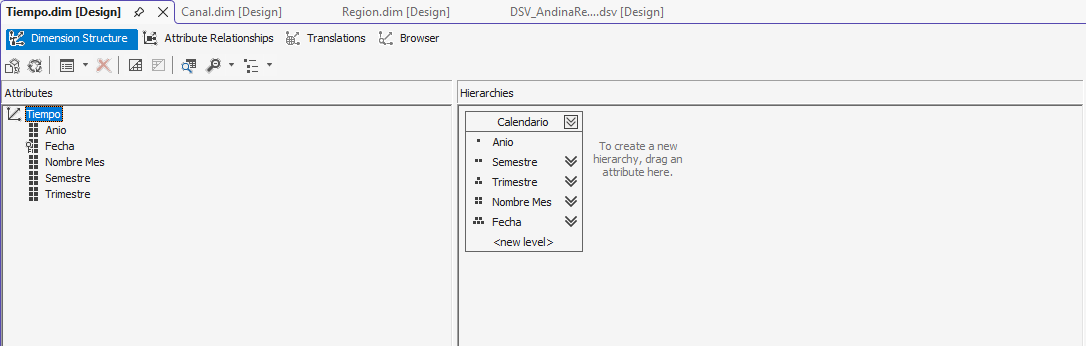 Tiempo.dim [Design] Canal.dim [Design] Region.dim [Design] DSV_AndinaRe....dsv [Design]
Dimension Structure Attribute Relationships Translations Browser
Attributes
Tiempo
Anio
Fecha
Nombre Mes
Semestre
Trimestre
Hierarchies
Calendario
Anio
Semestre
Trimestre
Nombre Mes
Fecha
<new level>
To create a new
hierarchy, drag an
attribute here.